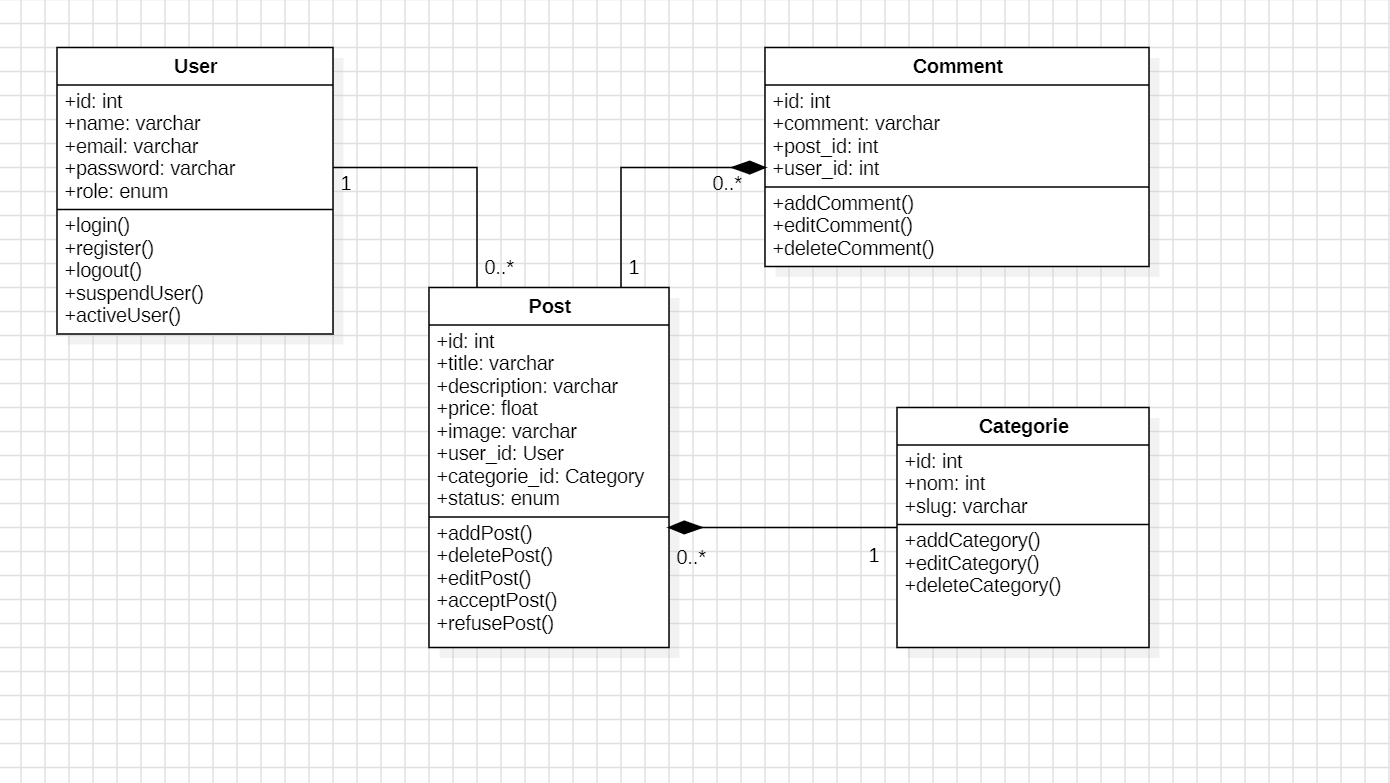 User
+id: int
+name: varchar
+email: varchar
+password: varchar
+role: enum
+login()
+register()
+logout()
+suspendUser()
+activeUser()
1
0..*
Comment
+id: int
+comment: varchar
+post_id: int
+user_id: int
+addComment()
+editComment()
+deleteComment()
0..*
1
Post
+id: int
+title: varchar
+description: varchar
+price: float
+image: varchar
+user_id: User
+categorie_id: Category
+status: enum
+addPost()
+deletePost()
+editPost()
+acceptPost()
+refusePost()
0..*
1
Categorie
+id: int
+nom: int
+slug: varchar
+addCategory()
+editCategory()
+deleteCategory()